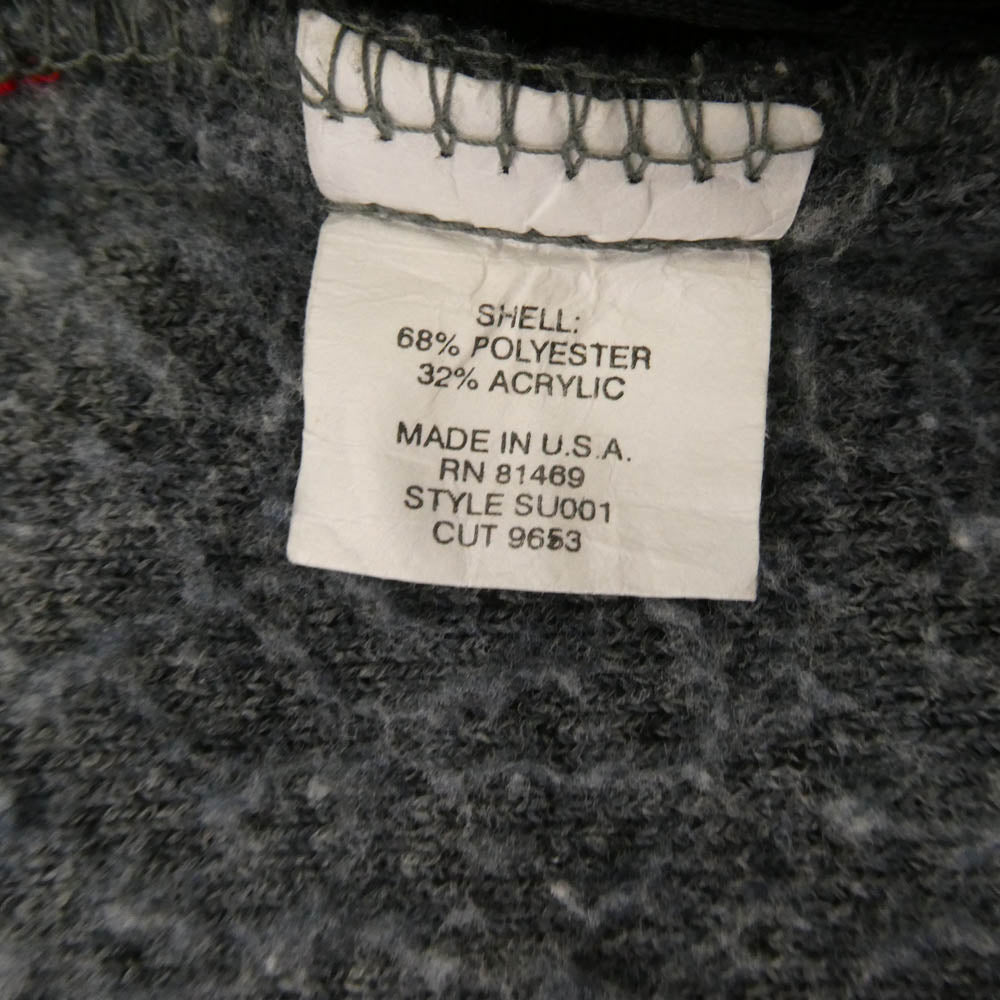 SHELL:
68% POLYESTER
32% ACRYLIC
MADE IN U.S.A.
RN 81469
STYLE SU001
CUT 9653